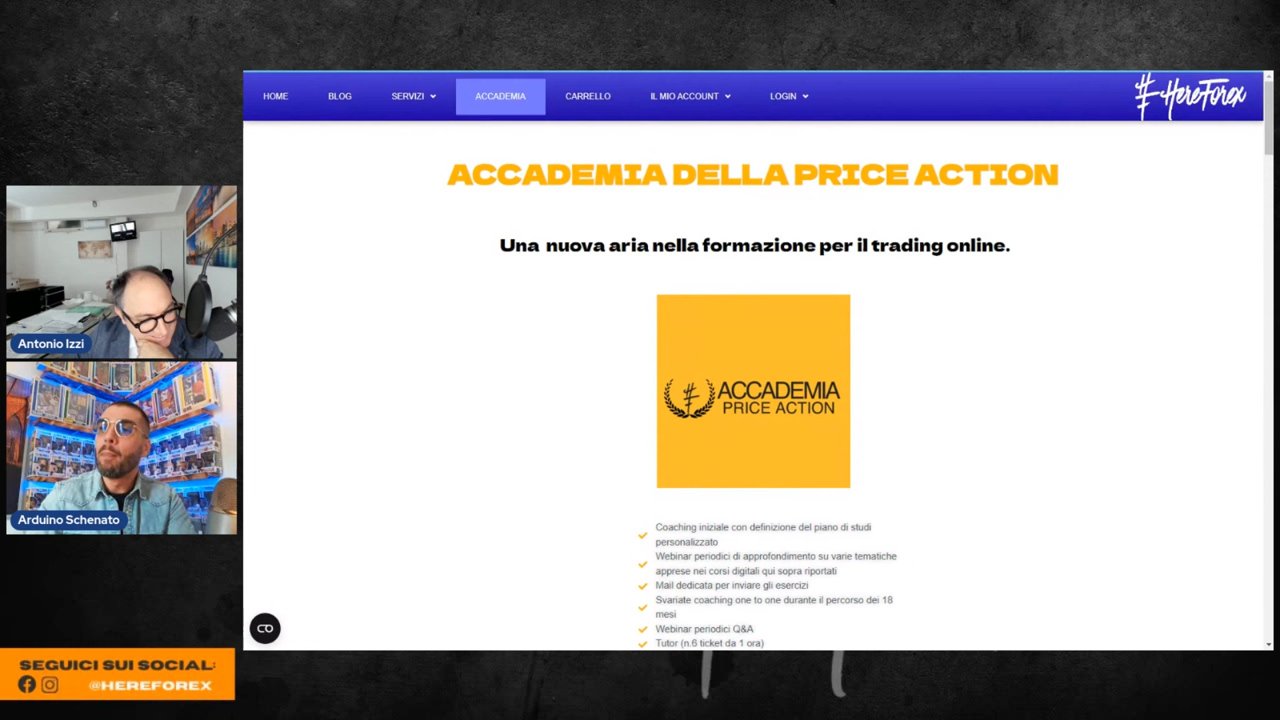 HOME
BLOG
SERVIZI
ACCADEMIA
CARRELLO
IL MIO ACCOUNT
LOGIN
HereForex
ACCADEMIA DELLA PRICE ACTION
Una nuova aria nella formazione per il trading online.
ACCADEMIA
PRICE ACTION
Coaching iniziale con definizione del piano di studi
personalizzato
Webinar periodici di approfondimento su varie tematiche
apprese nei corsi digitali qui sopra riportati
Mail dedicata per inviare gli esercizi
Svariate coaching one to one durante il percorso dei 18
mesi
Webinar periodici Q&A
Tutor (n.6 ticket da 1 ora)
Antonio Izzi
Arduino Schenato
SEGUICI SUI SOCIAL:
@HEREFOREX